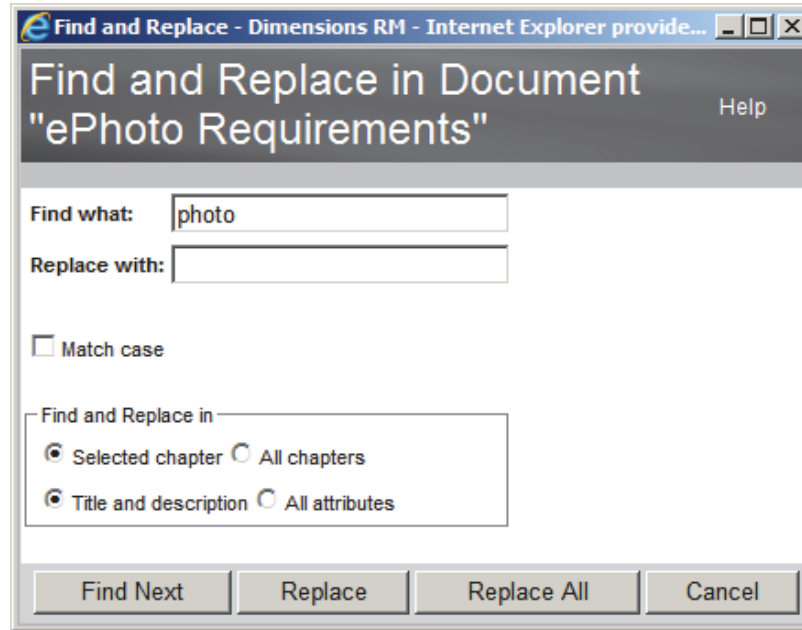 Find and Replace - Dimensions RM - Internet Explorer provide...
Find and Replace in Document
"ePhoto Requirements"
Help
Find what: photo
Replace with:
Match case
Find and Replace in
Selected chapter All chapters
Title and description All attributes
Find Next Replace Replace All Cancel